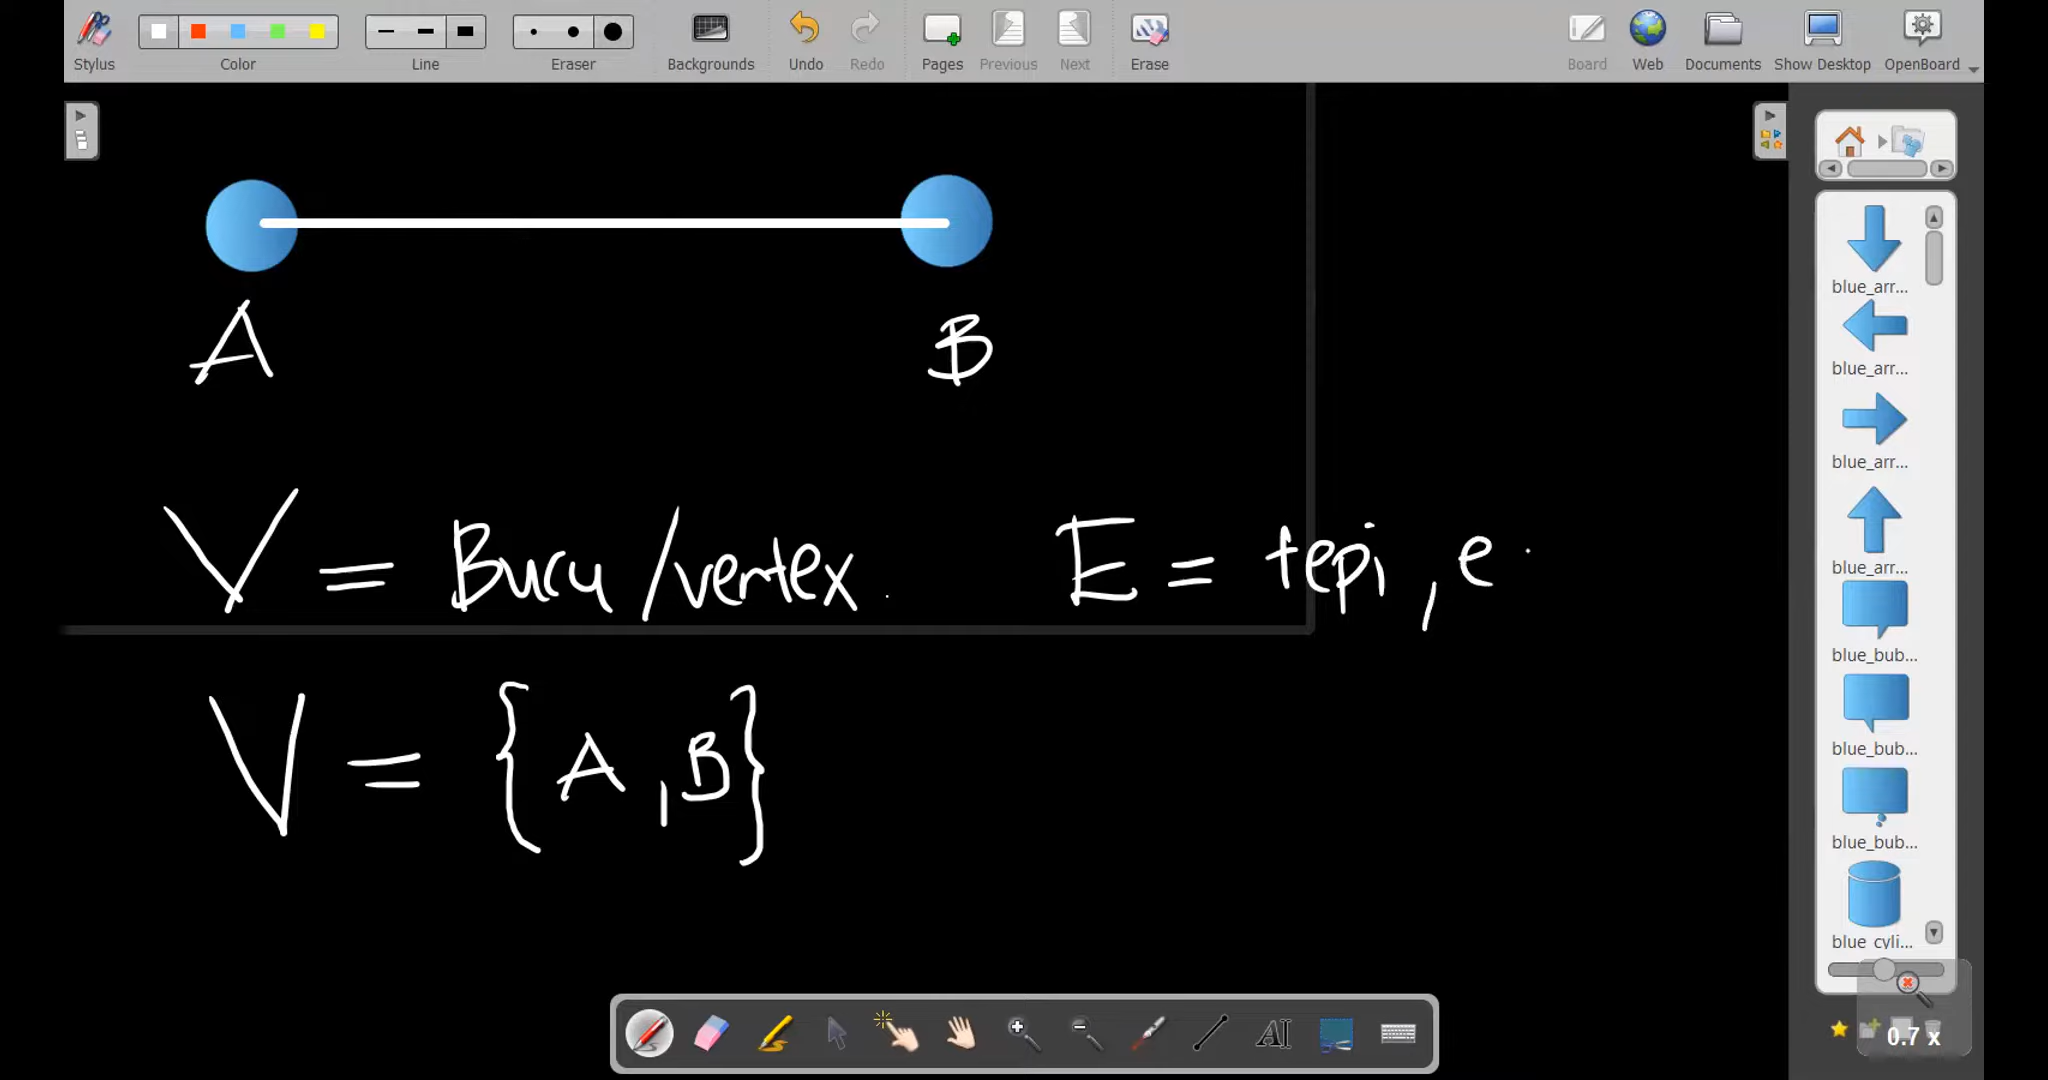 Stylus Color Line Eraser Backgrounds Undo Redo Pages Previous Next Erase Board Web Documents Show Desktop OpenBoard
A B
V = Bucu/vertex. E = tepi, e
V = {A, B}
blue_arr...
blue_arr...
blue_arr...
blue_arr...
blue_bub...
blue_bub...
blue_bub...
blue_cyli...
AI
0.7 x